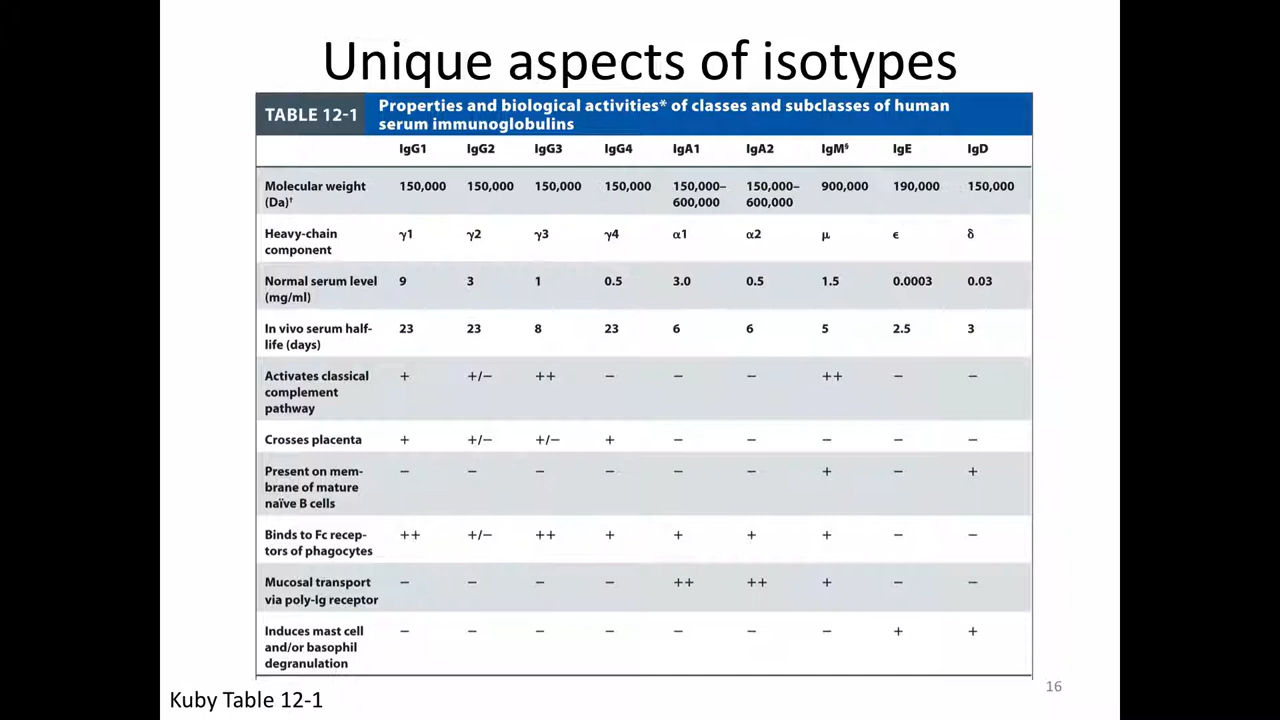 Unique aspects of isotypes
TABLE 12-1 Properties and biological activities* of classes and subclasses of human
serum immunoglobulins
IgG1 IgG2 IgG3 IgG4 IgA1 IgA2 IgM§ IgE IgD
Molecular weight 150,000 150,000 150,000 150,000 150,000– 150,000– 900,000 190,000 150,000
(Da)† 600,000 600,000
Heavy-chain γ1 γ2 γ3 γ4 α1 α2 μ ϵ δ
component
Normal serum level 9 3 1 0.5 3.0 0.5 1.5 0.0003 0.03
(mg/ml)
In vivo serum half- 23 23 8 23 6 6 5 2.5 3
life (days)
Activates classical + +/− ++ − − − ++ − −
complement
pathway
Crosses placenta + +/− +/− + − − − − −
Present on mem- − − − − − − + − +
brane of mature
naïve B cells
Binds to Fc recep- ++ +/− ++ + + + + − −
tors of phagocytes
Mucosal transport − − − − ++ ++ + − −
via poly-Ig receptor
Induces mast cell − − − − − − − + +
and/or basophil
degranulation
Kuby Table 12-1
16